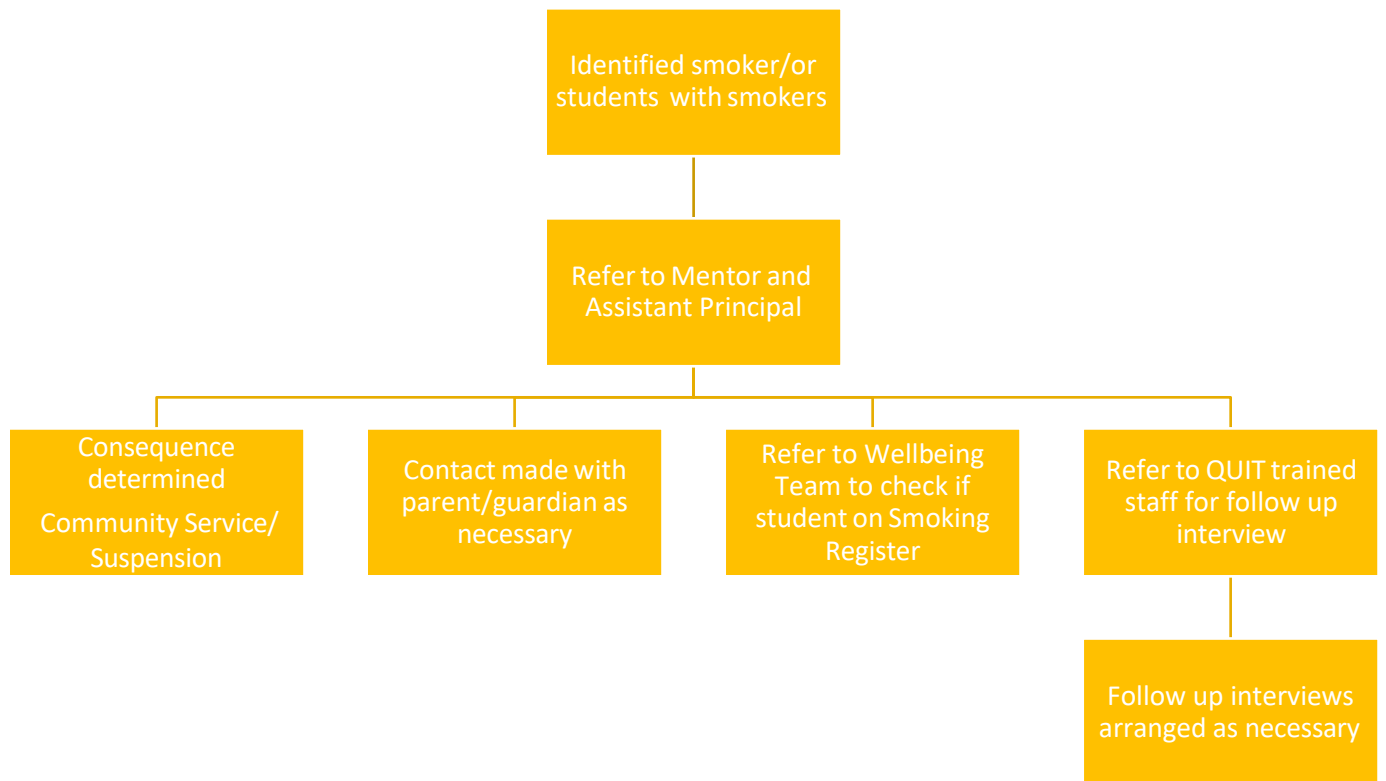 Identified smoker/or
students with smokers
Refer to Mentor and
Assistant Principal
Consequence
determined
Community Service/
Suspension
Contact made with
parent/guardian as
necessary
Refer to Wellbeing
Team to check if
student on Smoking
Register
Refer to QUIT trained
staff for follow up
interview
Follow up interviews
arranged as necessary